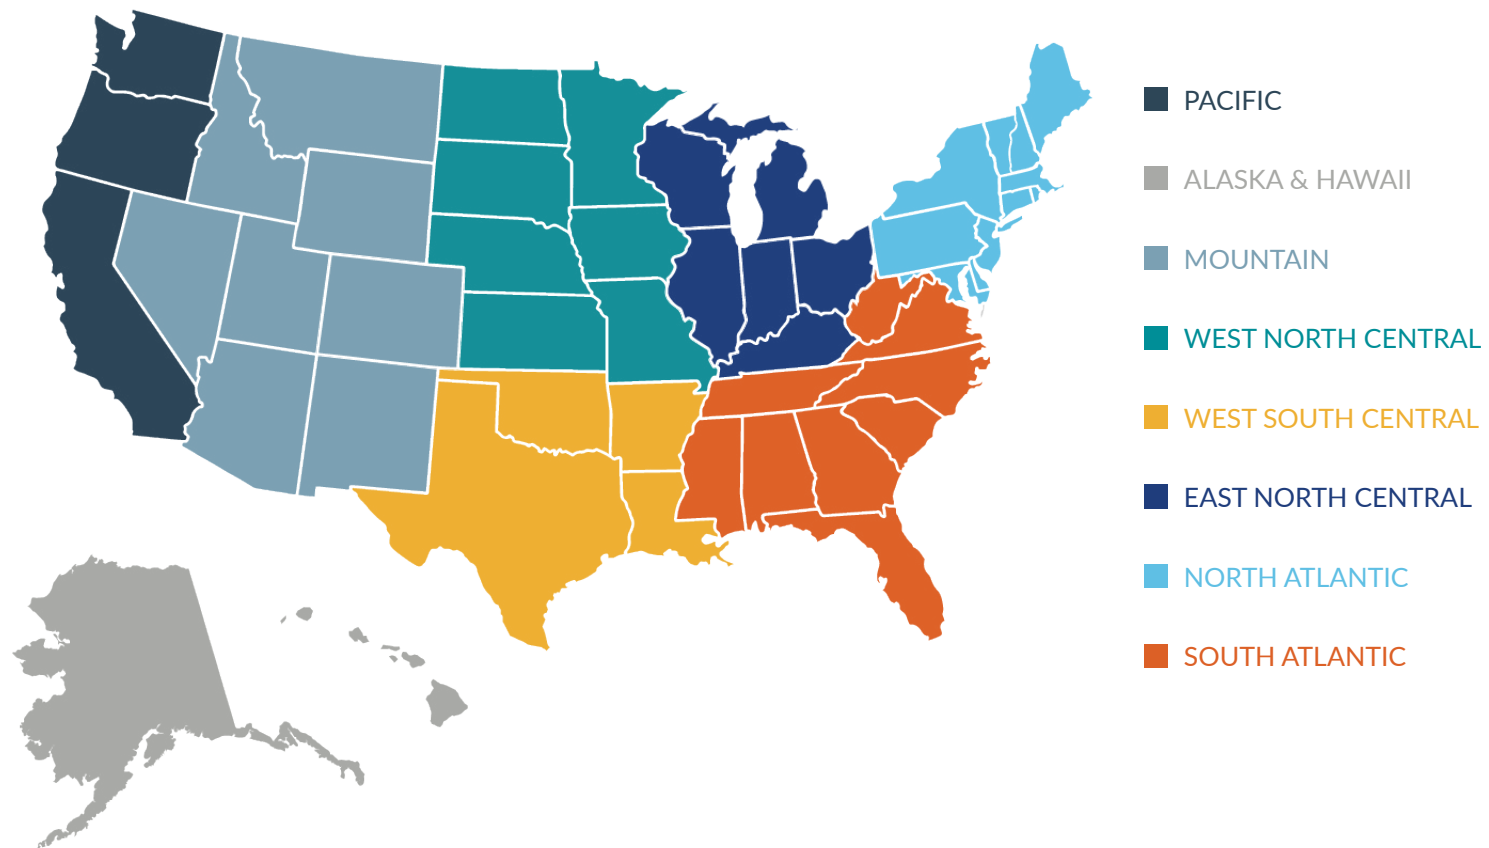 PACIFIC
ALASKA & HAWAII
MOUNTAIN
WEST NORTH CENTRAL
WEST SOUTH CENTRAL
EAST NORTH CENTRAL
NORTH ATLANTIC
SOUTH ATLANTIC